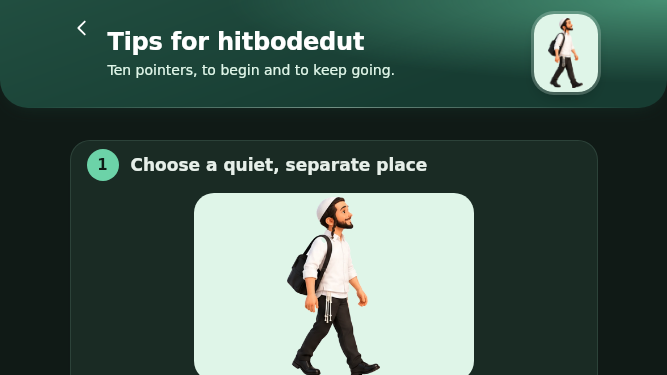 Tips for hitbodedut
Ten pointers, to begin and to keep going.
1 Choose a quiet, separate place